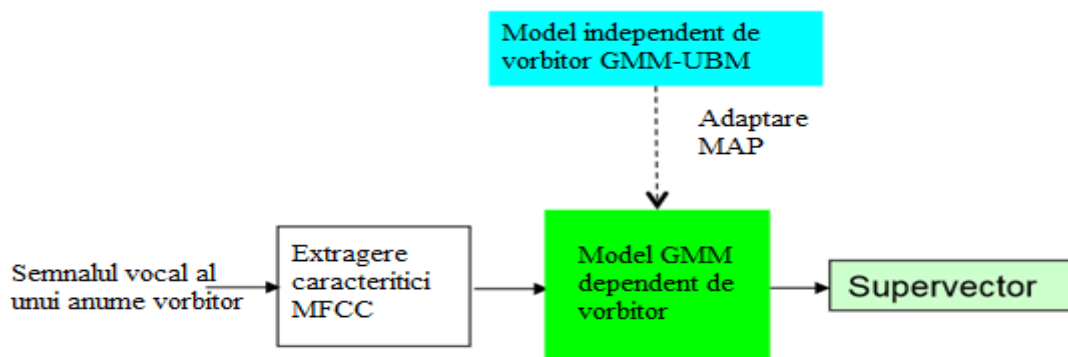 Model independent de
vorbitor GMM-UBM
Adaptare
MAP
Semnalul vocal al
unui anume vorbitor
Extragere
caracteritici
MFCC
Model GMM
dependent de
vorbitor
Supervector